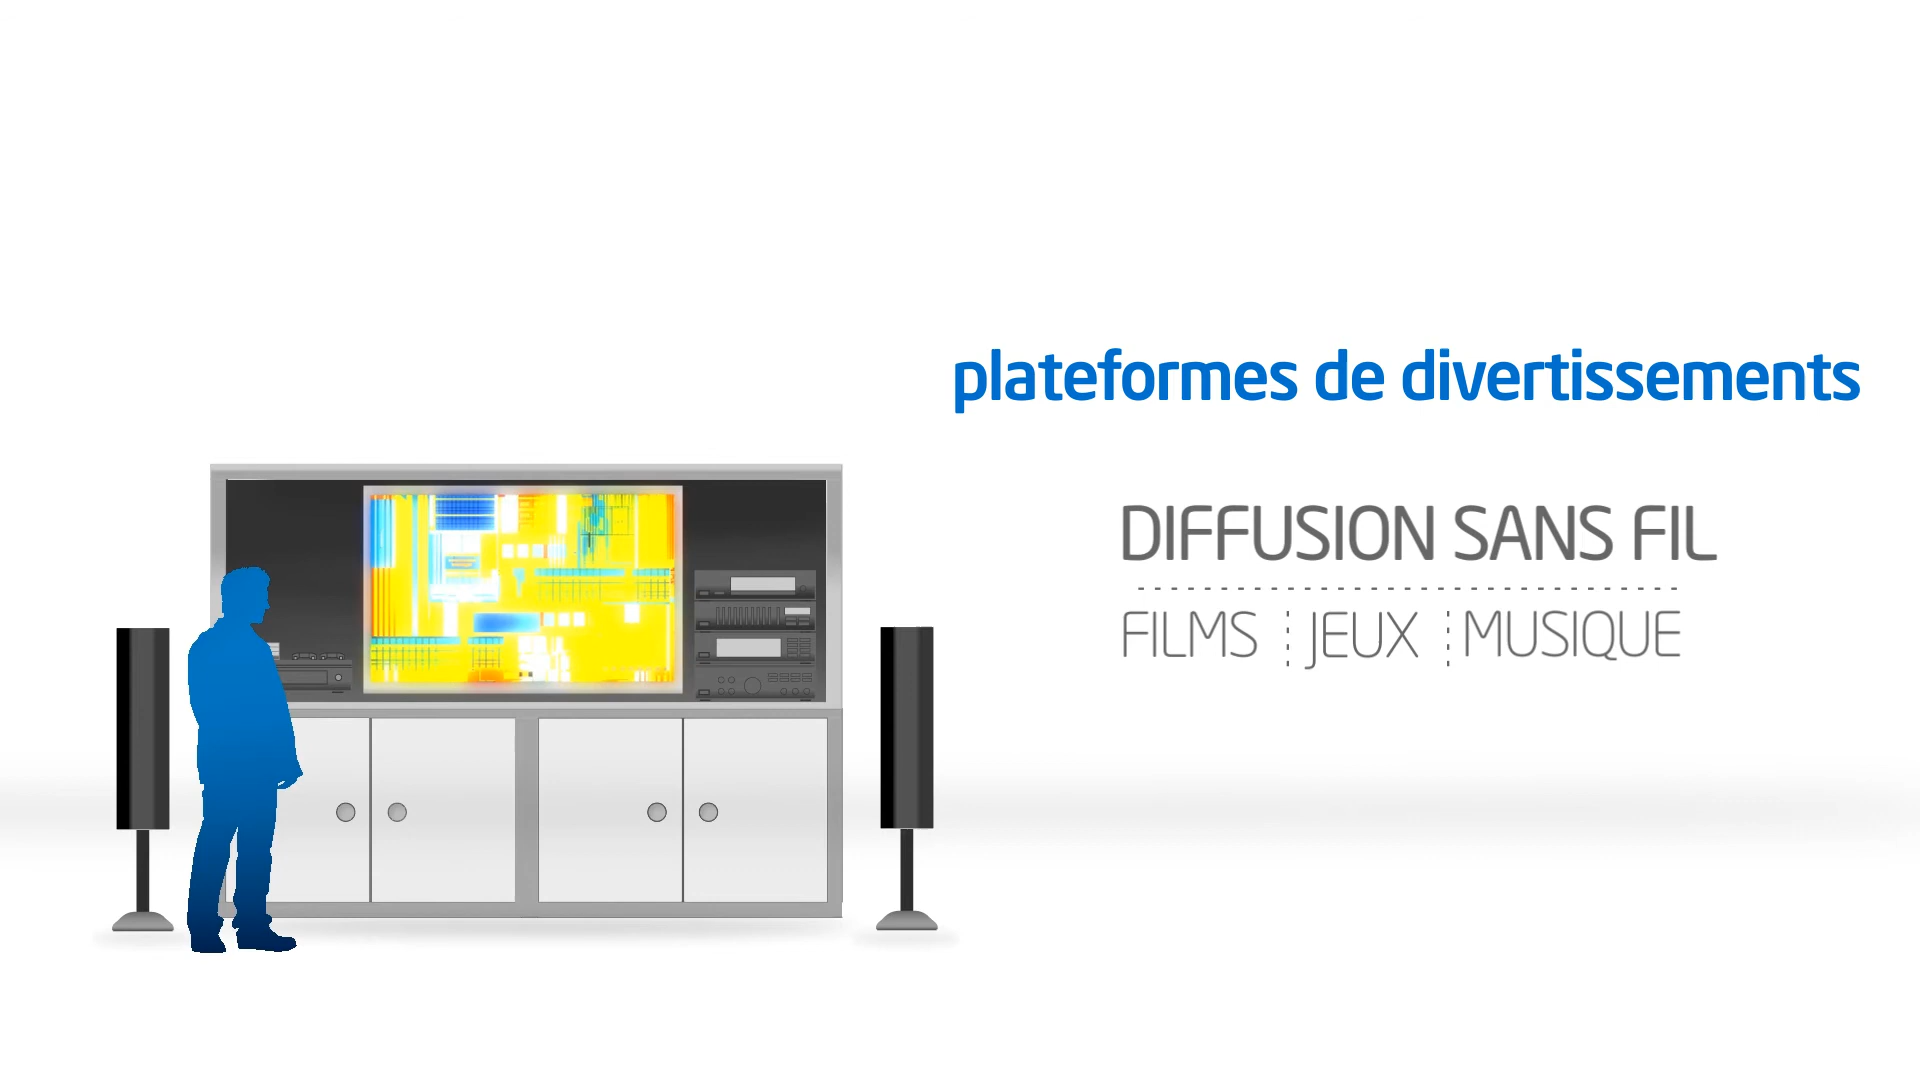 plateformes de divertissements
DIFFUSION SANS FIL
FILMS JEUX MUSIQUE